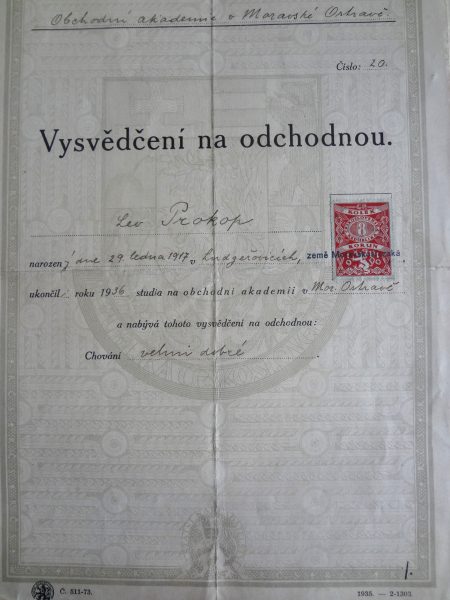 Obchodní akademie v Moravské Ostravě
Číslo: 20.
Vysvědčení na odchodnou.
Lev Prokop
KOLEK
8
KORUN
narozený dne 29. ledna 1917 v Ludgeřovicích, země Moravskoslezská,
ukončil roku 1936 studia na obchodní akademii v Mor. Ostravě
a nabývá tohoto vysvědčení na odchodnou:
Chování velmi dobré.
1.
Č. 511-73.
1935. — 2-1303.